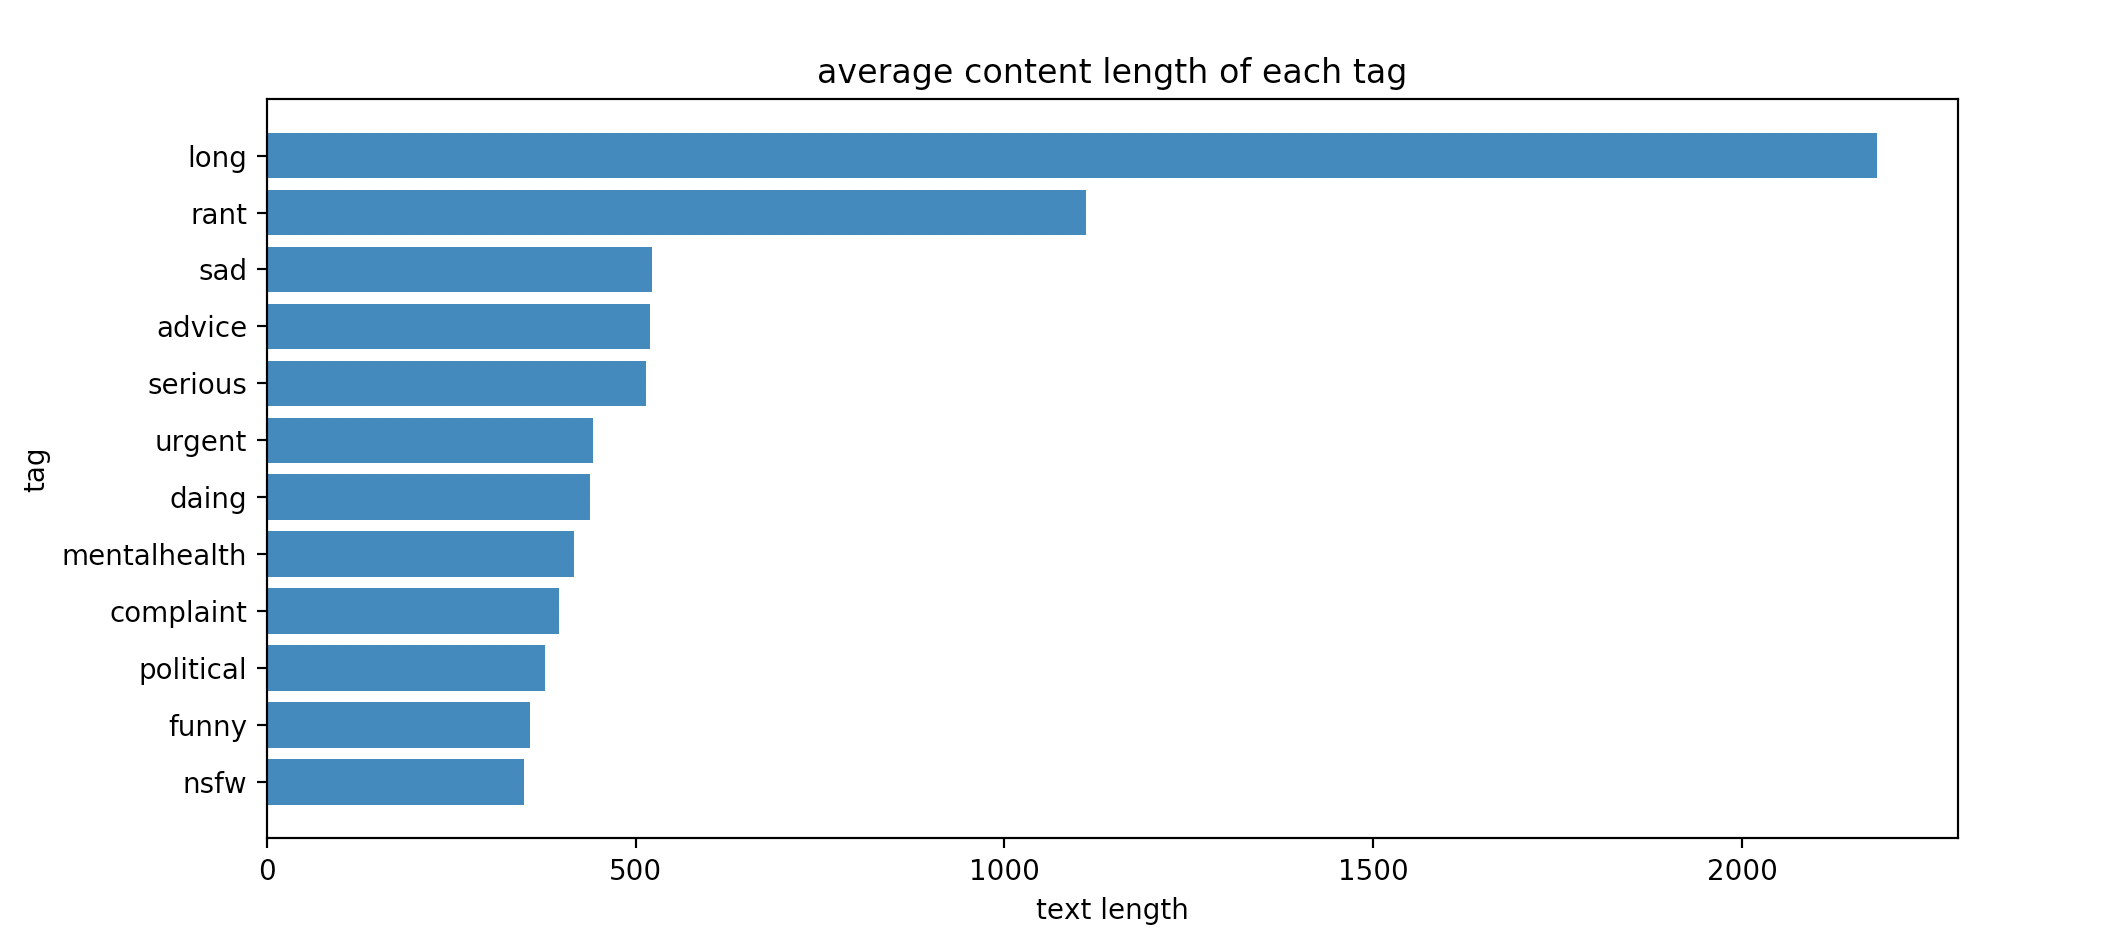 average content length of each tag
long
rant
sad
advice
serious
urgent
daing
mentalhealth
complaint
political
funny
nsfw
tag
0 500 1000 1500 2000
text length